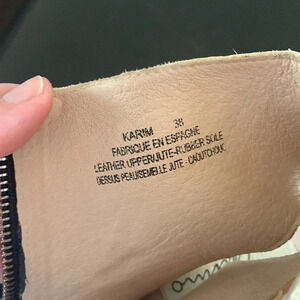 KARIM 38
FABRIQUE EN ESPAGNE
LEATHER UPPER/JUTE-RUBBER SOLE
DESSUS PEAU/SEMELLE JUTE - CAOUTCHOUC